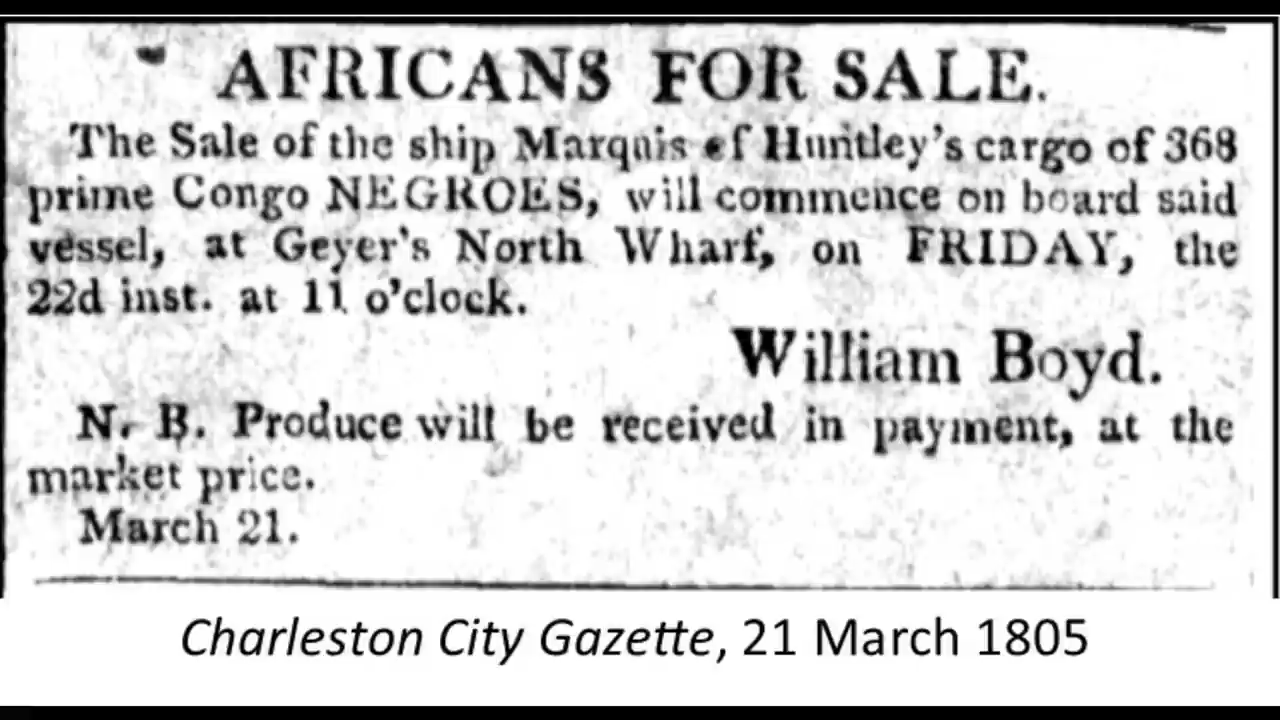 AFRICANS FOR SALE.
The Sale of the ship Marquis of Huntley's cargo of 368
prime Congo NEGROES, will commence on board said
vessel, at Geyer's North Wharf, on FRIDAY, the
22d inst. at 11 o'clock.
William Boyd.
N. B. Produce will be received in payment, at the
market price.
March 21.
Charleston City Gazette, 21 March 1805